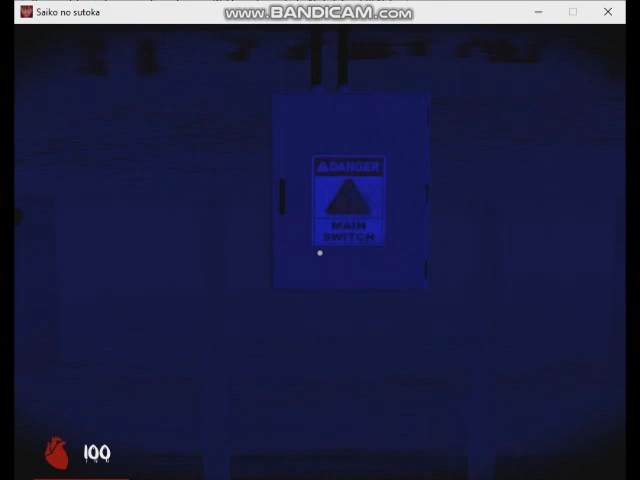 www.BANDICAM.com
Saiko no sutoka
DANGER
MAIN
SWITCH
100